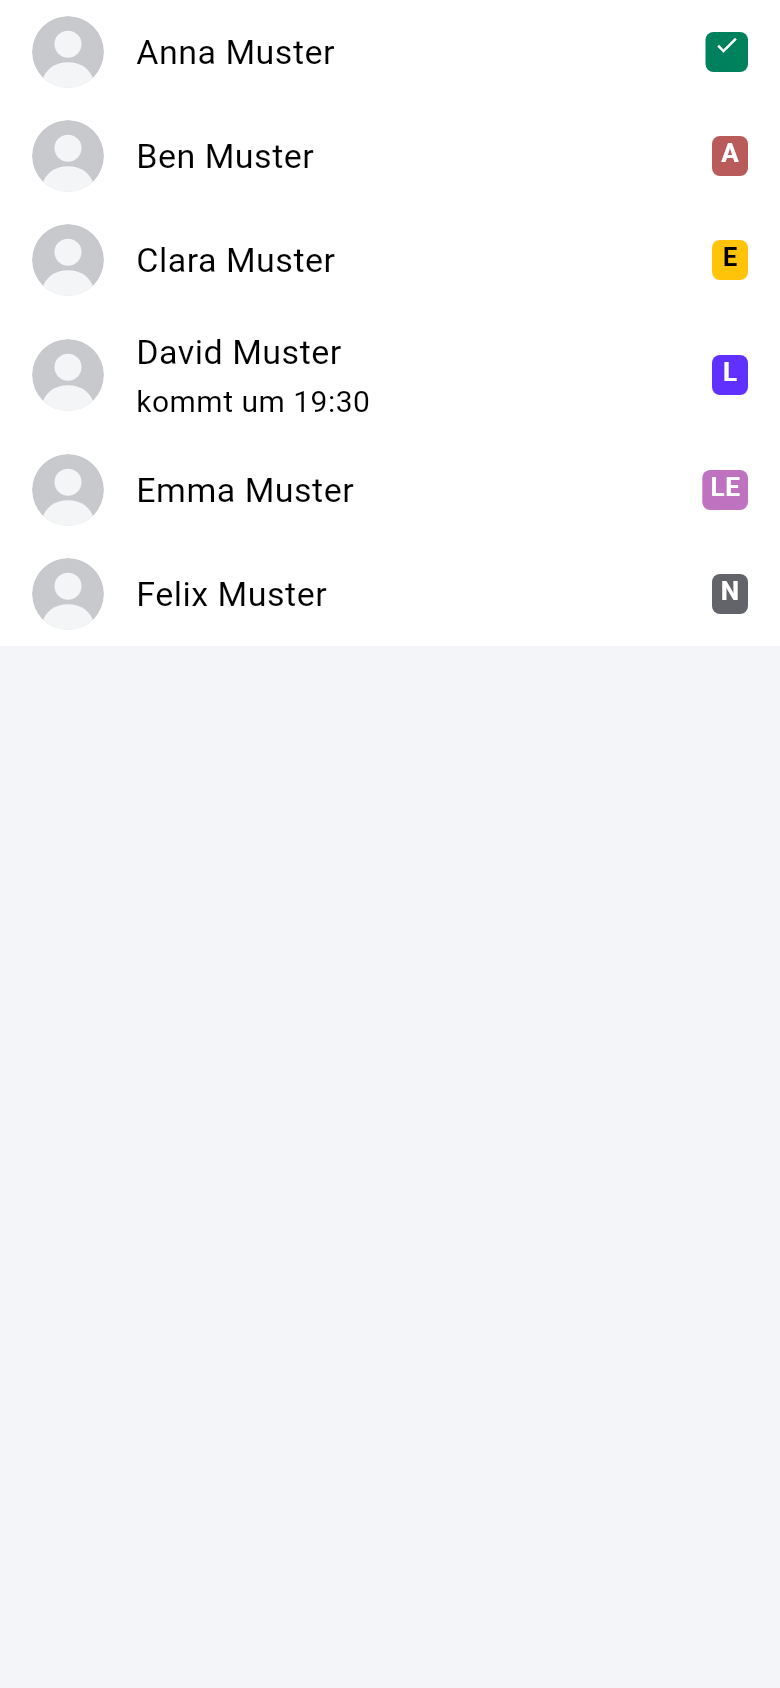 Anna Muster
Ben Muster A
Clara Muster E
David Muster L
kommt um 19:30
Emma Muster LE
Felix Muster N